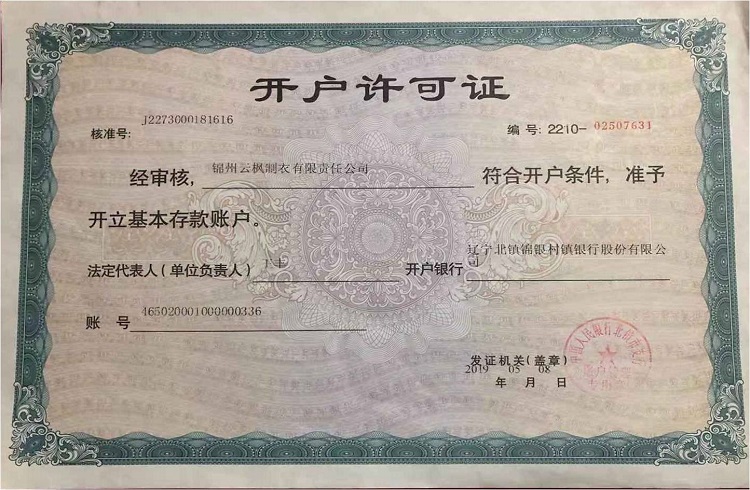 开户许可证
核准号: J2273000181616
编号: 2210-02507631
经审核, 锦州云枫制衣有限责任公司 符合开户条件, 准予
开立基本存款账户。
法定代表人(单位负责人) 开户银行 辽宁北镇锦银村镇银行股份有限公
司
账 号 465020001000000336
发证机关(盖章)
2019 05 08
年 月 日